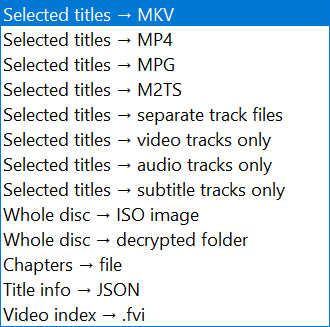 Selected titles → MKV
Selected titles → MP4
Selected titles → MPG
Selected titles → M2TS
Selected titles → separate track files
Selected titles → video tracks only
Selected titles → audio tracks only
Selected titles → subtitle tracks only
Whole disc → ISO image
Whole disc → decrypted folder
Chapters → file
Title info → JSON
Video index → .fvi